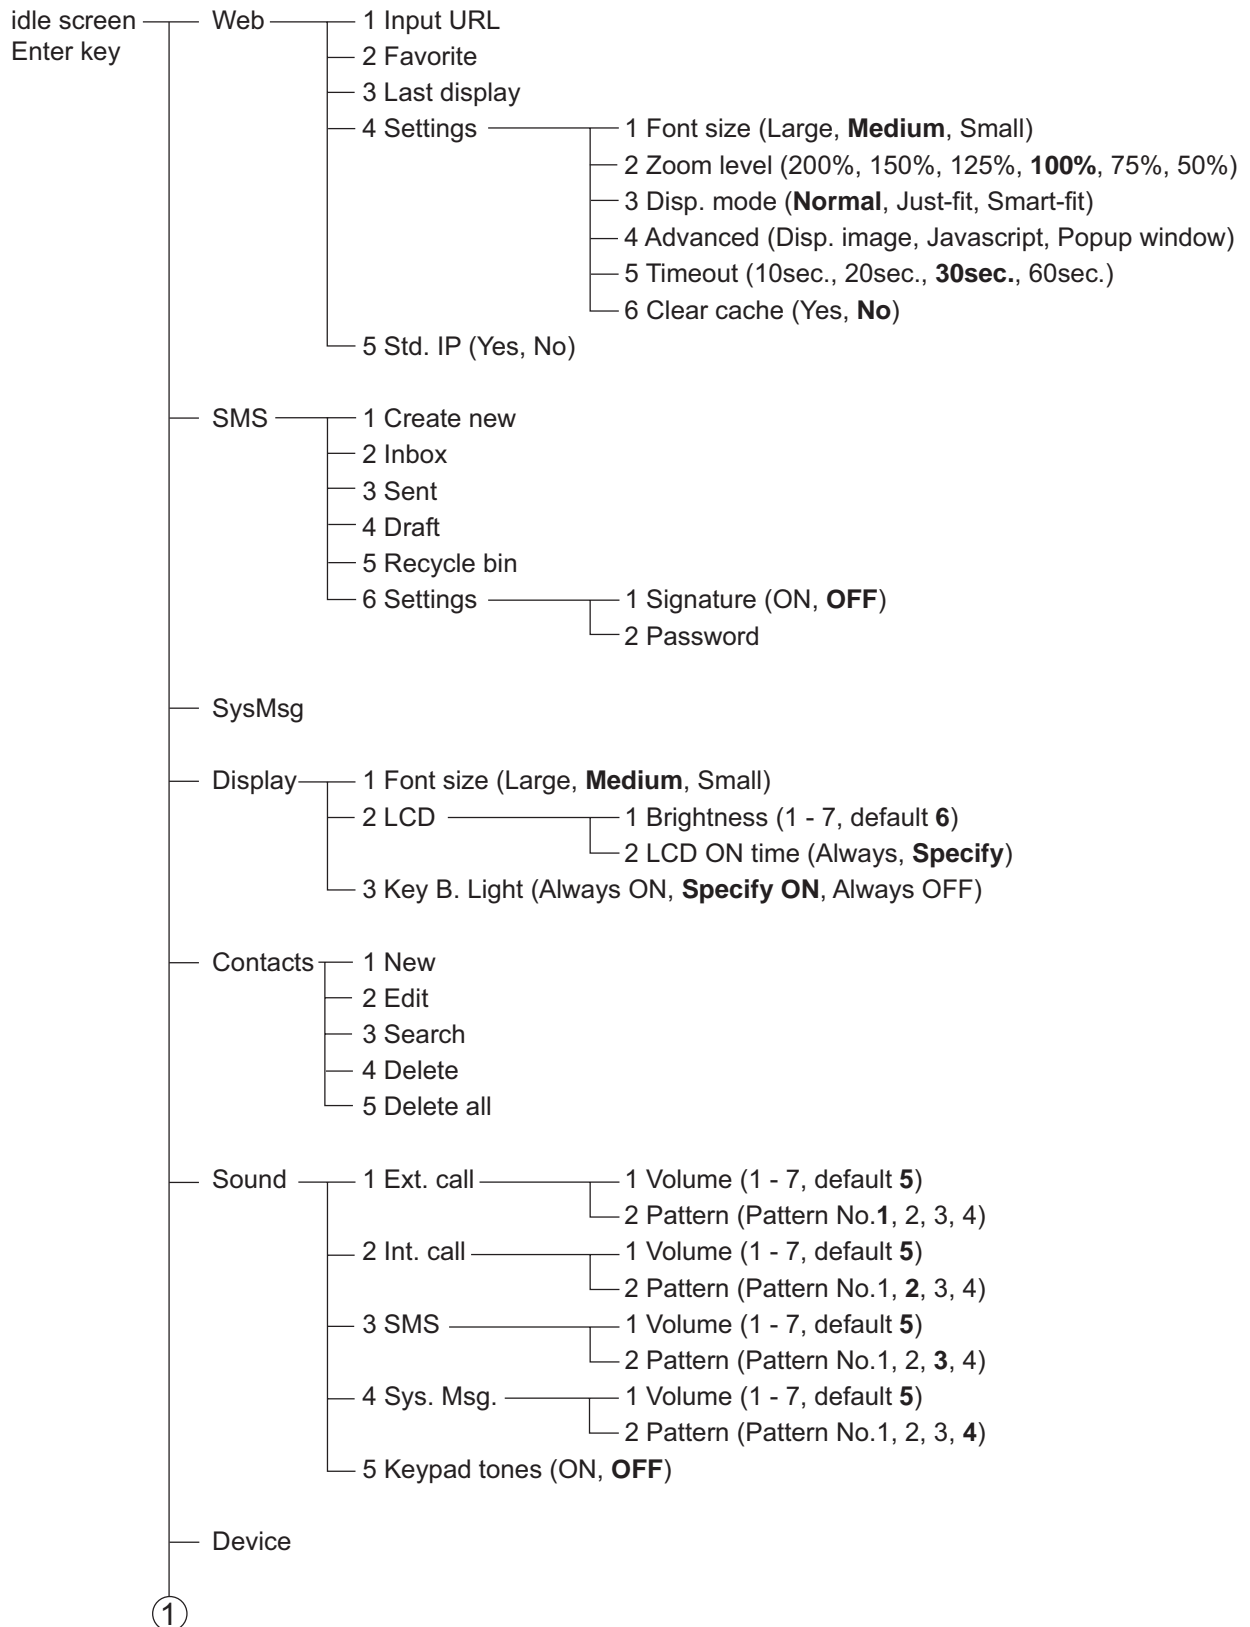 idle screen
Enter key
Web
1 Input URL
2 Favorite
3 Last display
4 Settings
1 Font size (Large, Medium, Small)
2 Zoom level (200%, 150%, 125%, 100%, 75%, 50%)
3 Disp. mode (Normal, Just-fit, Smart-fit)
4 Advanced (Disp. image, Javascript, Popup window)
5 Timeout (10sec., 20sec., 30sec., 60sec.)
6 Clear cache (Yes, No)
5 Std. IP (Yes, No)
SMS
1 Create new
2 Inbox
3 Sent
4 Draft
5 Recycle bin
6 Settings
1 Signature (ON, OFF)
2 Password
SysMsg
Display
1 Font size (Large, Medium, Small)
2 LCD
1 Brightness (1 - 7, default 6)
2 LCD ON time (Always, Specify)
3 Key B. Light (Always ON, Specify ON, Always OFF)
Contacts
1 New
2 Edit
3 Search
4 Delete
5 Delete all
Sound
1 Ext. call
1 Volume (1 - 7, default 5)
2 Pattern (Pattern No.1, 2, 3, 4)
2 Int. call
1 Volume (1 - 7, default 5)
2 Pattern (Pattern No.1, 2, 3, 4)
3 SMS
1 Volume (1 - 7, default 5)
2 Pattern (Pattern No.1, 2, 3, 4)
4 Sys. Msg.
1 Volume (1 - 7, default 5)
2 Pattern (Pattern No.1, 2, 3, 4)
5 Keypad tones (ON, OFF)
Device
1